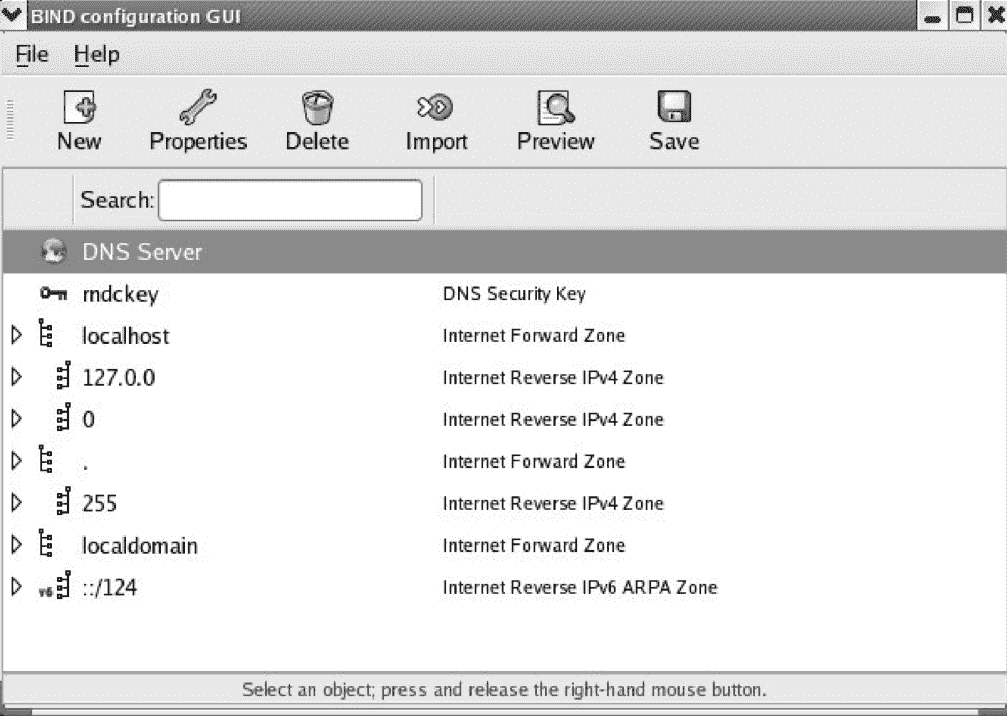 BIND configuration GUI
File Help
New Properties Delete Import Preview Save
Search:
DNS Server
rndckey DNS Security Key
localhost Internet Forward Zone
127.0.0 Internet Reverse IPv4 Zone
0 Internet Reverse IPv4 Zone
. Internet Forward Zone
255 Internet Reverse IPv4 Zone
localdomain Internet Forward Zone
v6 ::/124 Internet Reverse IPv6 ARPA Zone
Select an object; press and release the right-hand mouse button.